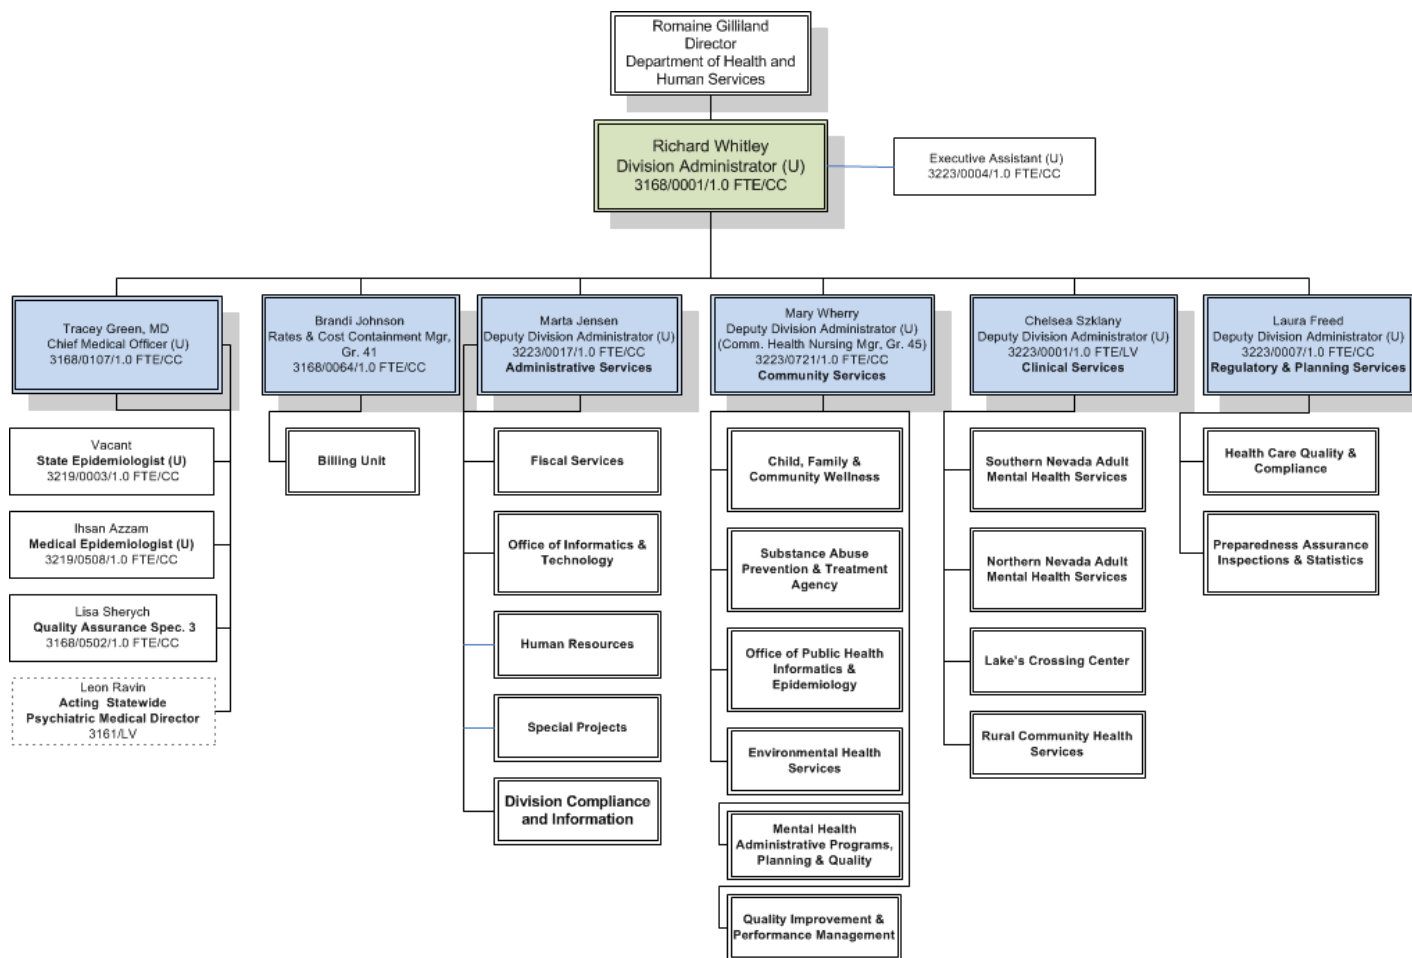 Romaine Gilliland
Director
Department of Health and
Human Services
Richard Whitley
Division Administrator (U)
3168/0001/1.0 FTE/CC
Executive Assistant (U)
3223/0004/1.0 FTE/CC
Tracey Green, MD
Chief Medical Officer (U)
3168/0107/1.0 FTE/CC
Brandi Johnson
Rates & Cost Containment Mgr,
Gr. 41
3168/0064/1.0 FTE/CC
Marta Jensen
Deputy Division Administrator (U)
3223/0017/1.0 FTE/CC
Administrative Services
Mary Wherry
Deputy Division Administrator (U)
(Comm. Health Nursing Mgr, Gr. 45)
3223/0721/1.0 FTE/CC
Community Services
Chelsea Szklany
Deputy Division Administrator (U)
3223/0001/1.0 FTE/LV
Clinical Services
Laura Freed
Deputy Division Administrator (U)
3223/0007/1.0 FTE/CC
Regulatory & Planning Services
Vacant
State Epidemiologist (U)
3219/0003/1.0 FTE/CC
Ihsan Azzam
Medical Epidemiologist (U)
3219/0508/1.0 FTE/CC
Lisa Sherych
Quality Assurance Spec. 3
3168/0502/1.0 FTE/CC
Leon Ravin
Acting Statewide
Psychiatric Medical Director
3161/LV
Billing Unit
Fiscal Services
Office of Informatics &
Technology
Human Resources
Special Projects
Division Compliance
and Information
Child, Family &
Community Wellness
Substance Abuse
Prevention & Treatment
Agency
Office of Public Health
Informatics &
Epidemiology
Environmental Health
Services
Mental Health
Administrative Programs,
Planning & Quality
Quality Improvement &
Performance Management
Southern Nevada Adult
Mental Health Services
Northern Nevada Adult
Mental Health Services
Lake's Crossing Center
Rural Community Health
Services
Health Care Quality &
Compliance
Preparedness Assurance
Inspections & Statistics